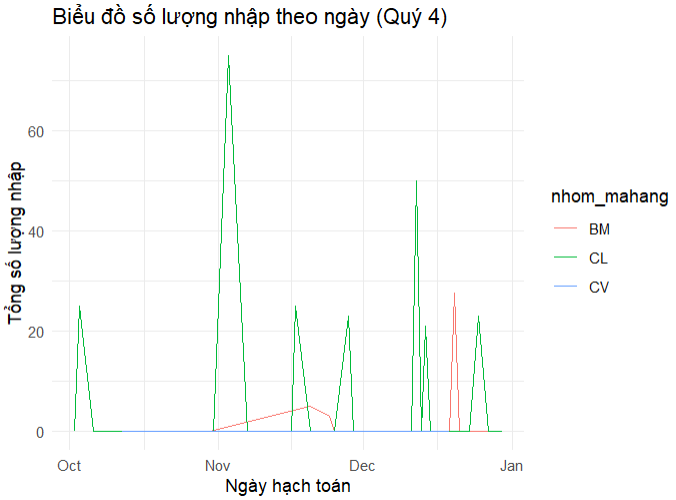 Biểu đồ số lượng nhập theo ngày (Quý 4)
Tổng số lượng nhập
60
40
20
0
Oct
Nov
Dec
Jan
Ngày hạch toán
nhom_mahang
BM
CL
CV